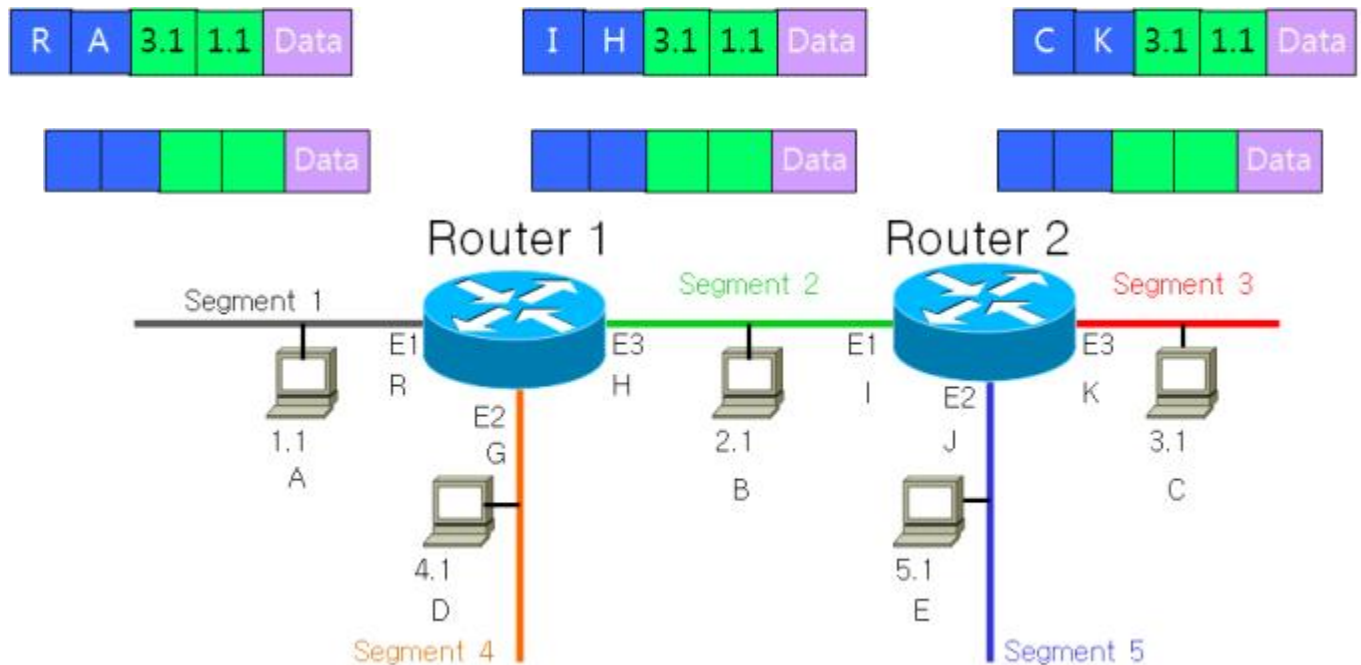 R A 3.1 1.1 Data
I H 3.1 1.1 Data
C K 3.1 1.1 Data
Data
Data
Data
Router 1
Router 2
Segment 1
Segment 2
Segment 3
E1
E3
E1
E3
R
H
I
K
E2
E2
G
J
1.1
2.1
3.1
A
B
C
4.1
5.1
D
E
Segment 4
Segment 5